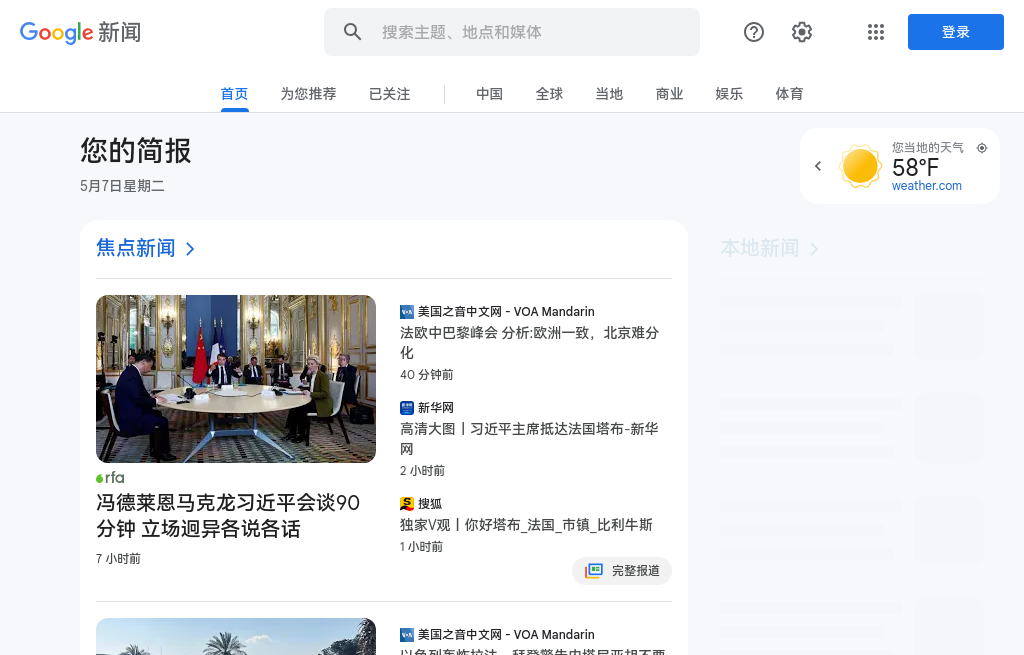 Google 新闻
搜索主题、地点和媒体
登录
首页
为您推荐
已关注
中国
全球
当地
商业
娱乐
体育
您的简报
5月7日星期二
您当地的天气
58°F
weather.com
焦点新闻
本地新闻
rfa
冯德莱恩马克龙习近平会谈90
分钟 立场迥异各说各话
7 小时前
VOA
美国之音中文网 - VOA Mandarin
法欧中巴黎峰会 分析:欧洲一致，北京难分
化
40 分钟前
新华网
高清大图丨习近平主席抵达法国塔布-新华
网
2 小时前
搜狐
独家V观丨你好塔布_法国_市镇_比利牛斯
1 小时前
完整报道
VOA
美国之音中文网 - VOA Mandarin